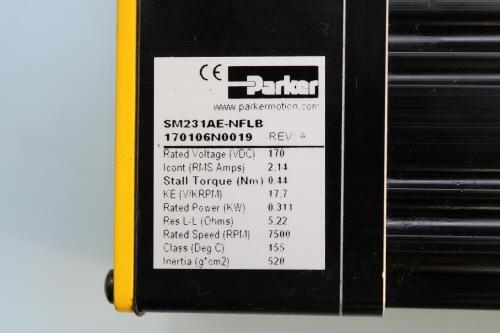 CE Parker
www.parkermotion.com
SM231AE-NFLB
170106N0019 REV: A
Rated Voltage (VDC) 170
Icont (RMS Amps) 2.14
Stall Torque (Nm) 0.44
KE (V/KRPM) 17.7
Rated Power (KW) 0.311
Res L-L (Ohms) 5.22
Rated Speed (RPM) 7500
Class (Deg C) 155
Inertia (g*cm2) 520